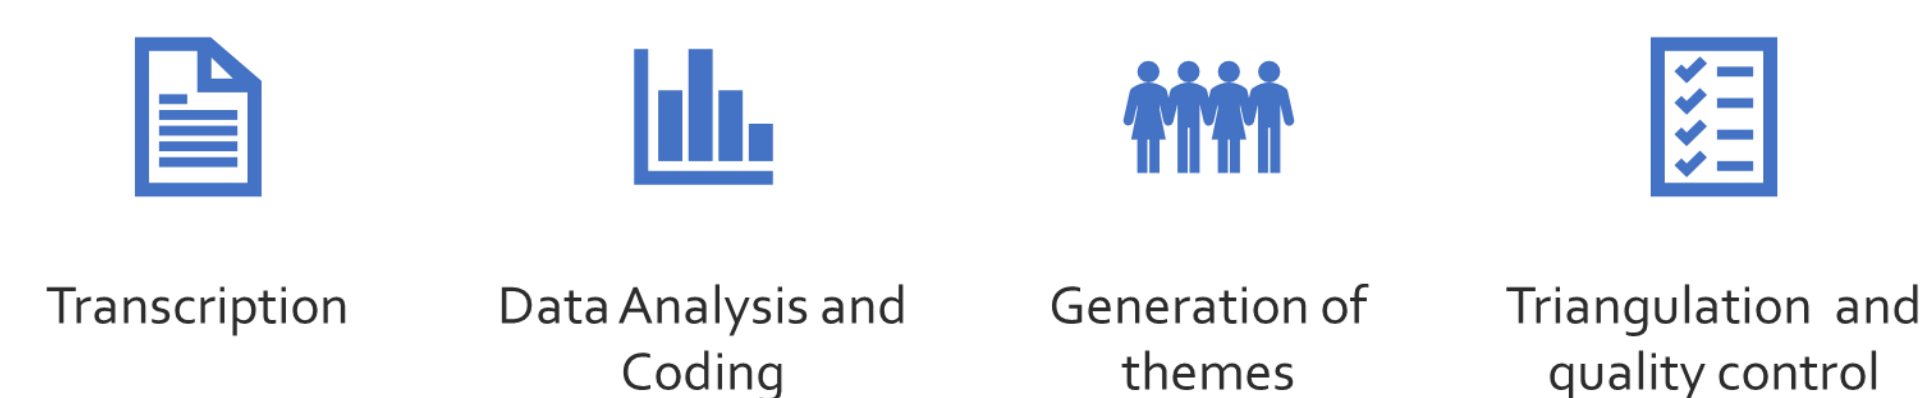 Transcription
Data Analysis and
Coding
Generation of
themes
Triangulation and
quality control